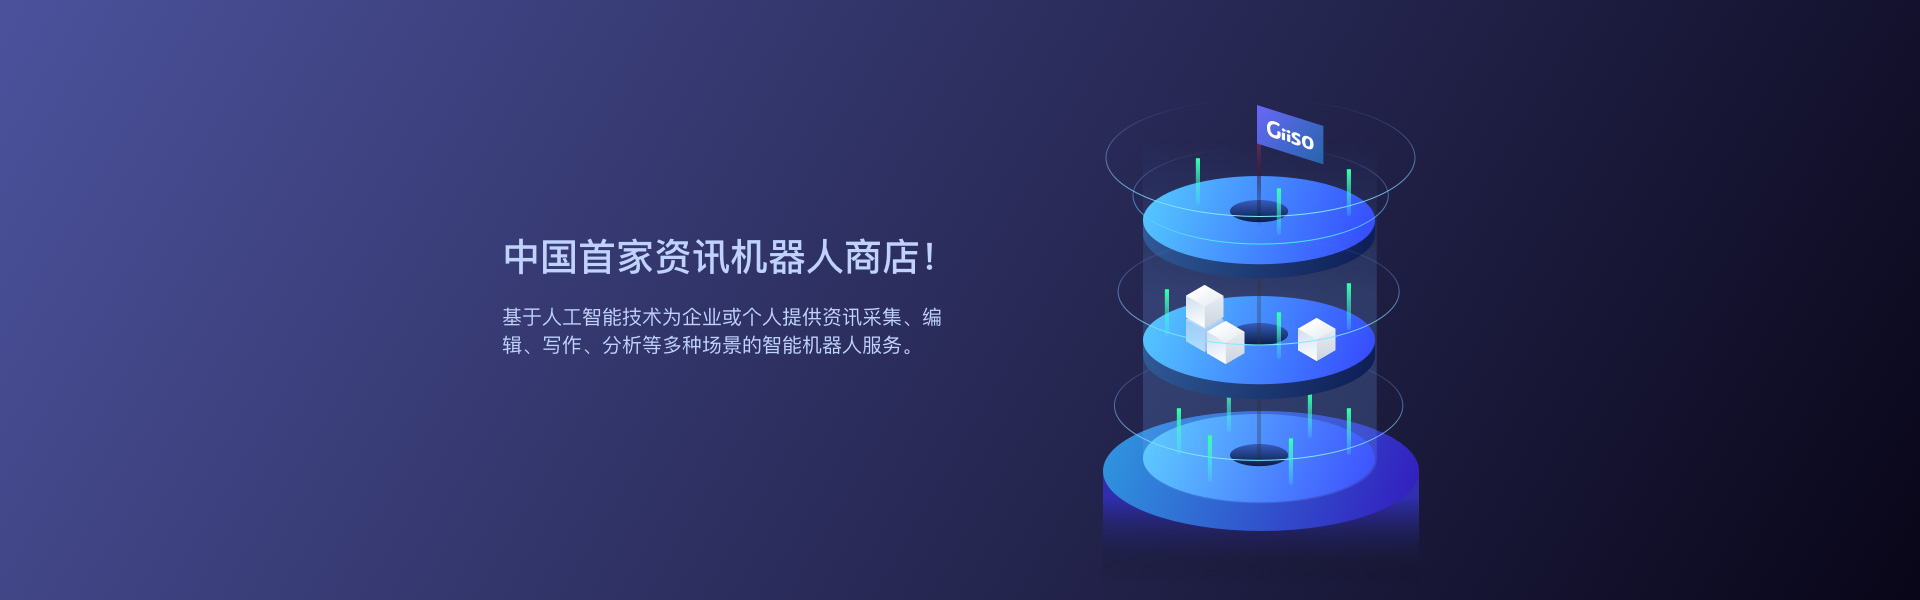 Giiso
中国首家资讯机器人商店！
基于人工智能技术为企业或个人提供资讯采集、编
辑、写作、分析等多种场景的智能机器人服务。